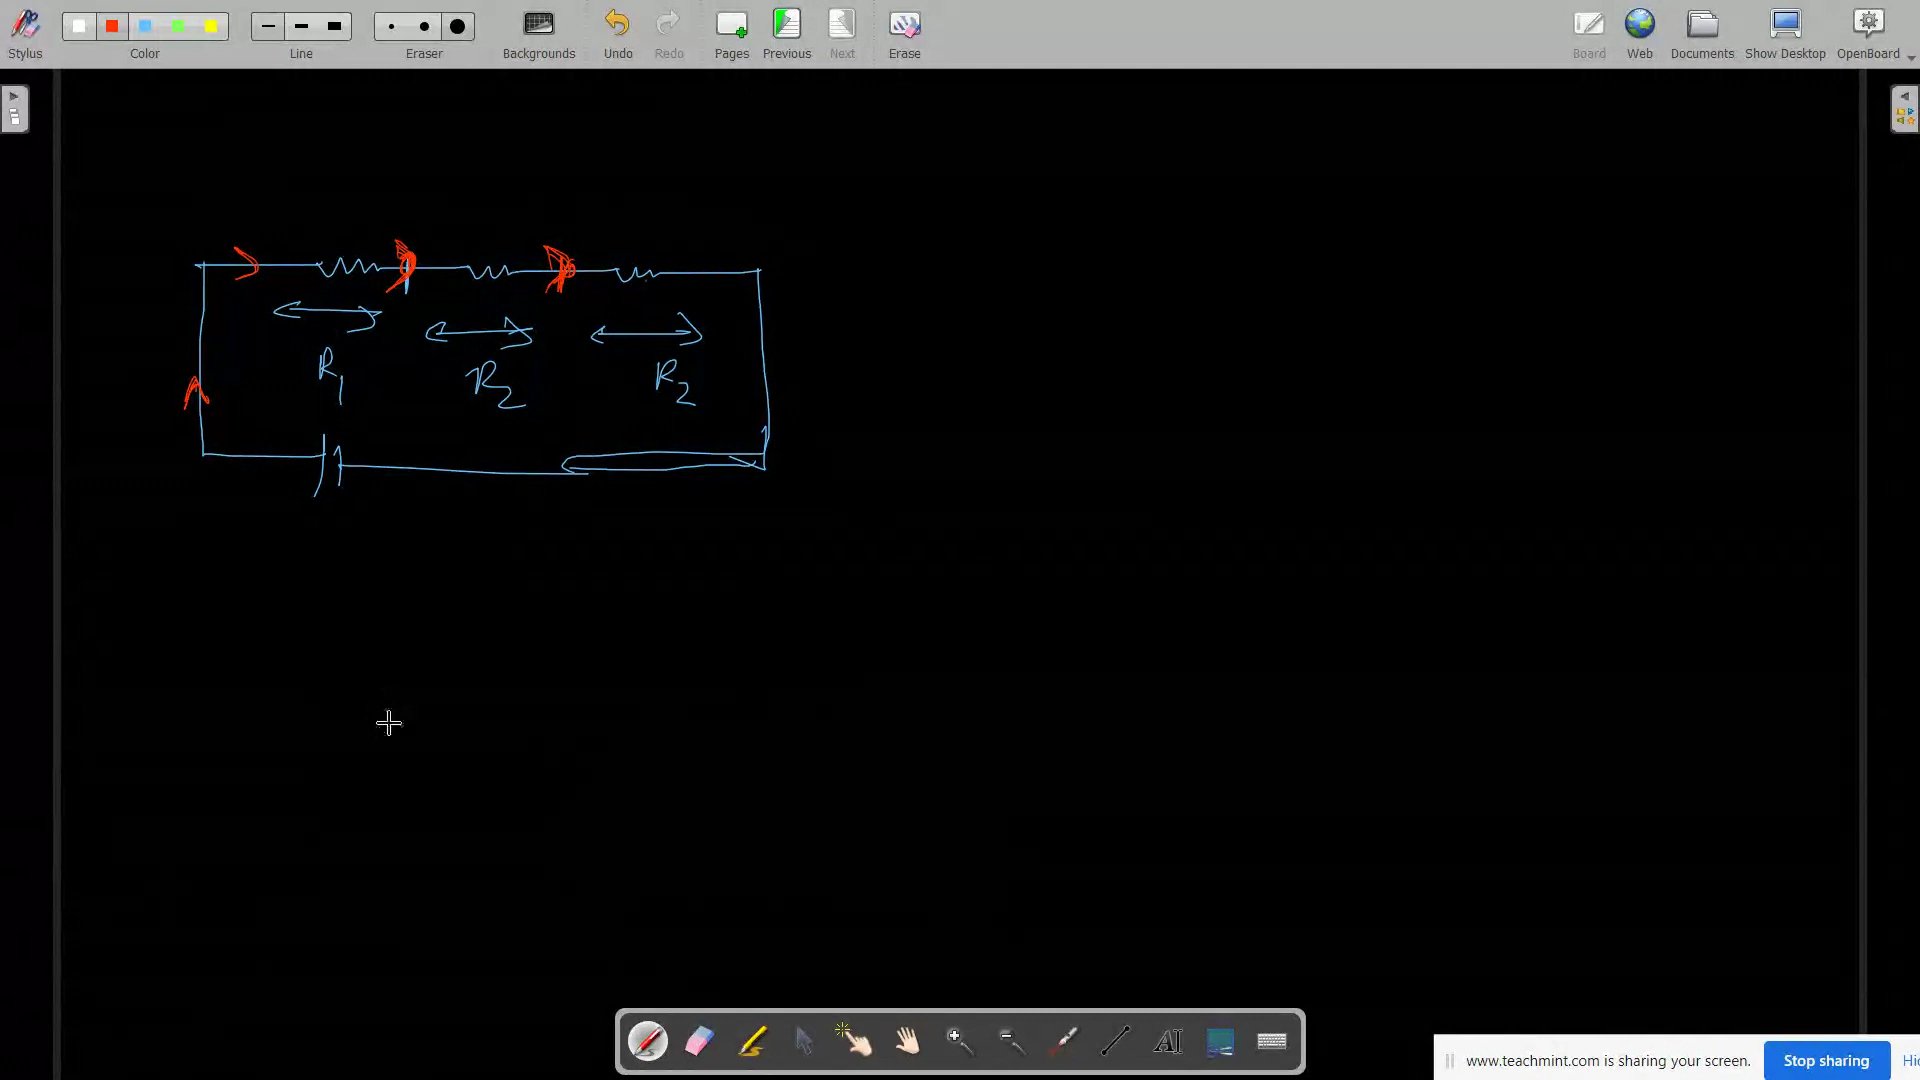 Stylus Color Line Eraser Backgrounds Undo Redo Pages Previous Next Erase Board Web Documents Show Desktop OpenBoard
R1 R2 R2
AI
www.teachmint.com is sharing your screen. Stop sharing